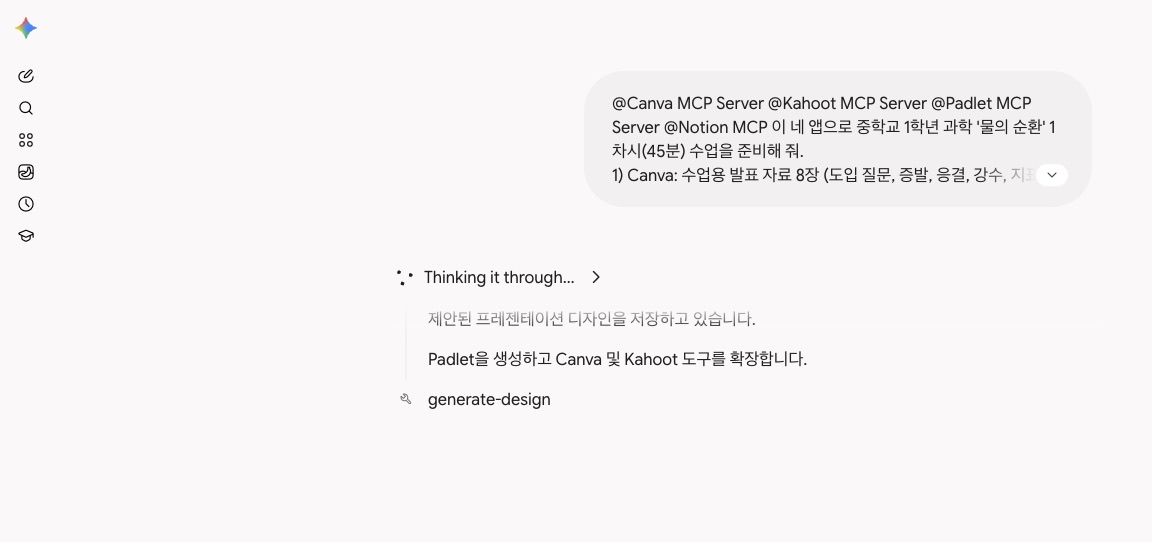 @Canva MCP Server @Kahoot MCP Server @Padlet MCP
Server @Notion MCP 이 네 앱으로 중학교 1학년 과학 '물의 순환' 1
차시(45분) 수업을 준비해 줘.
1) Canva: 수업용 발표 자료 8장 (도입 질문, 증발, 응결, 강수,
Thinking it through...
제안된 프레젠테이션 디자인을 저장하고 있습니다.
Padlet을 생성하고 Canva 및 Kahoot 도구를 확장합니다.
generate-design